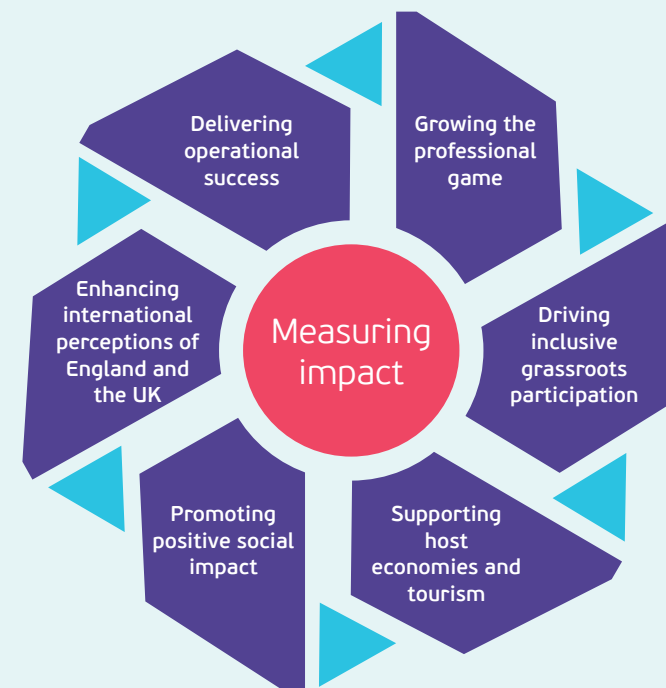 Measuring
impact
Growing the
professional
game
Driving
inclusive
grassroots
participation
Supporting
host
economies and
tourism
Promoting
positive social
impact
Enhancing
international
perceptions of
England and
the UK
Delivering
operational
success